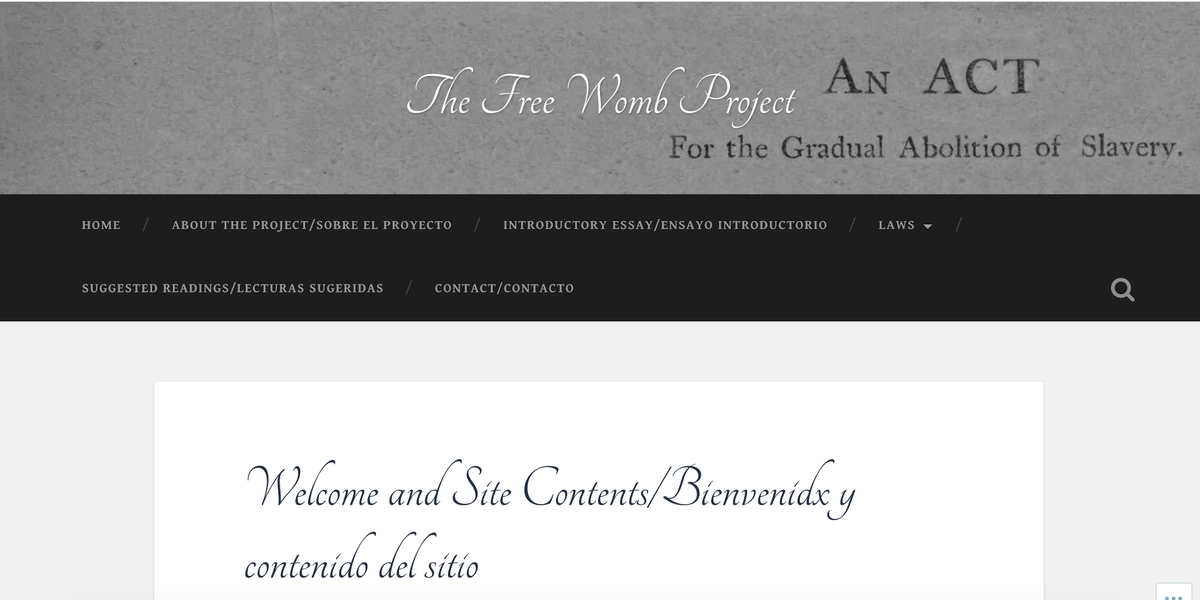 The Free Womb Project
An ACT
For the Gradual Abolition of Slavery.
HOME / ABOUT THE PROJECT/SOBRE EL PROYECTO / INTRODUCTORY ESSAY/ENSAYO INTRODUCTORIO / LAWS /
SUGGESTED READINGS/LECTURAS SUGERIDAS / CONTACT/CONTACTO
Welcome and Site Contents/Bienvenidx y
contenido del sitio